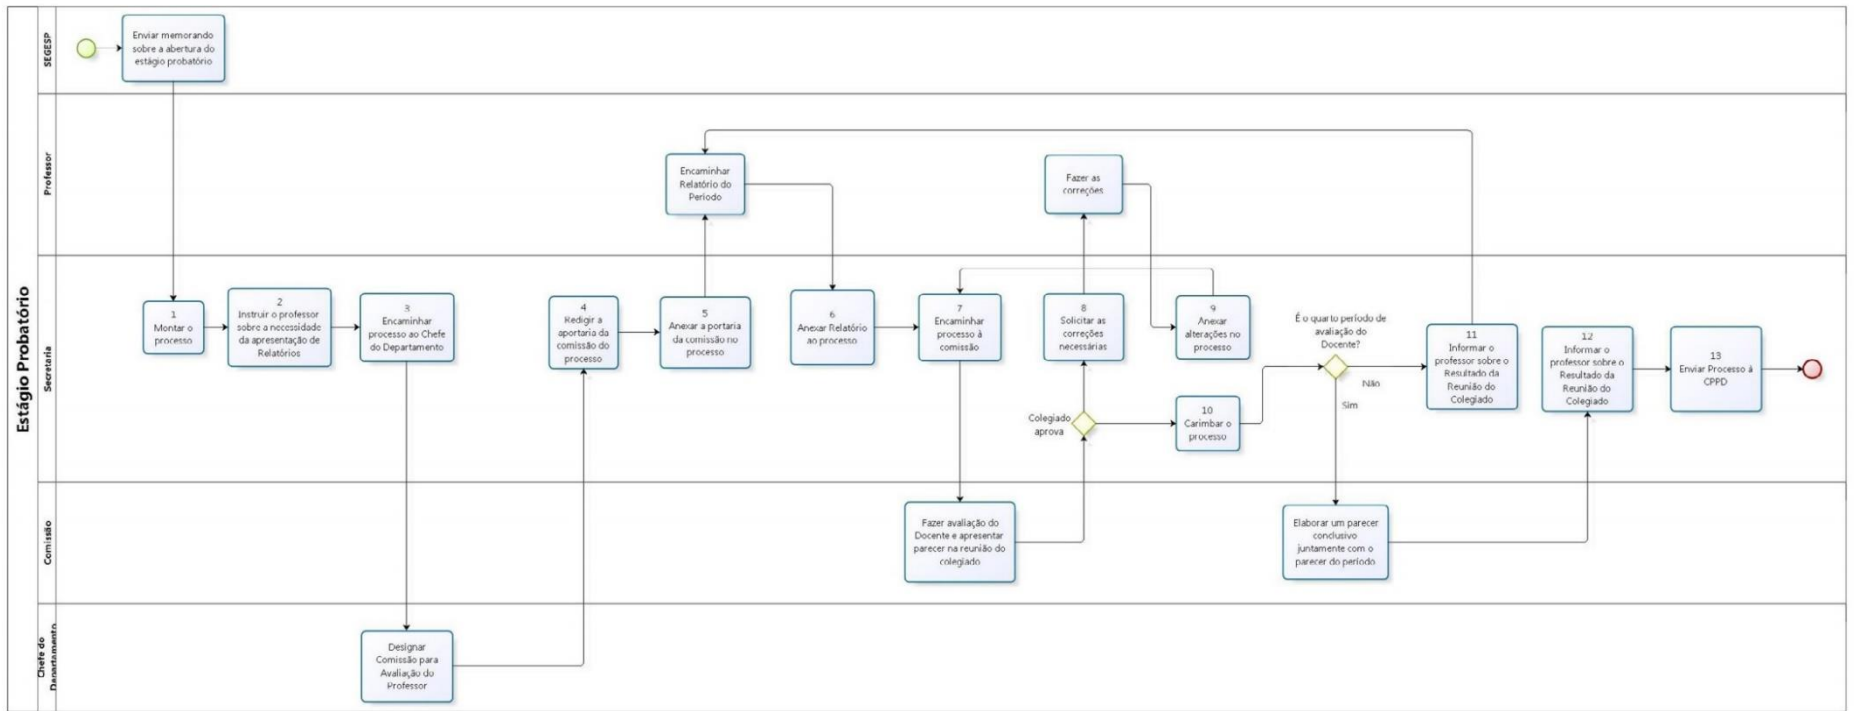 Estágio Probatório
SEGESP
Enviar memorando
sobre a abertura do
estágio probatório
Professor
Encaminhar
Relatório do
Período
Fazer as
correções
Secretaria
1
Montar o
processo
2
Instruir o professor
sobre a necessidade
da apresentação de
Relatórios
3
Encaminhar
processo ao Chefe
do Departamento
4
Redigir a
aportaria da
comissão do
processo
5
Anexar a portaria
da comissão no
processo
6
Anexar Relatório
ao processo
7
Encaminhar
processo à
comissão
8
Solicitar as
correções
necessárias
9
Anexar
alterações no
processo
Colegiado
aprova
10
Carimbar o
processo
É o quarto período de
avaliação do
Docente?
Não
Sim
11
Informar o
professor sobre o
Resultado da
Reunião do
Colegiado
12
Informar o
professor sobre o
Resultado da
Reunião do
Colegiado
13
Enviar Processo à
CPPD
Comissão
Fazer avaliação do
Docente e apresentar
parecer na reunião do
colegiado
Elaborar um parecer
conclusivo
juntamente com o
parecer do período
Chefe do
Departamento
Designar
Comissão para
Avaliação do
Professor